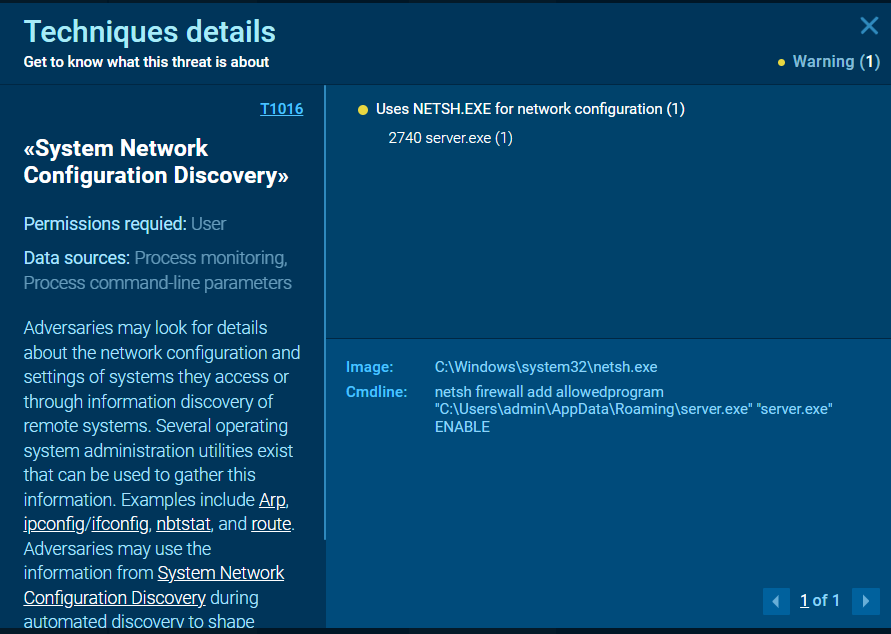 Techniques details
Get to know what this threat is about
Warning (1)
T1016
«System Network
Configuration Discovery»
Permissions requied: User
Data sources: Process monitoring,
Process command-line parameters
Adversaries may look for details
about the network configuration and
settings of systems they access or
through information discovery of
remote systems. Several operating
system administration utilities exist
that can be used to gather this
information. Examples include Arp,
ipconfig/ifconfig, nbtstat, and route.
Adversaries may use the
information from System Network
Configuration Discovery during
automated discovery to shape
Uses NETSH.EXE for network configuration (1)
2740 server.exe (1)
Image: C:\Windows\system32\netsh.exe
Cmdline: netsh firewall add allowedprogram
"C:\Users\admin\AppData\Roaming\server.exe" "server.exe"
ENABLE
1 of 1